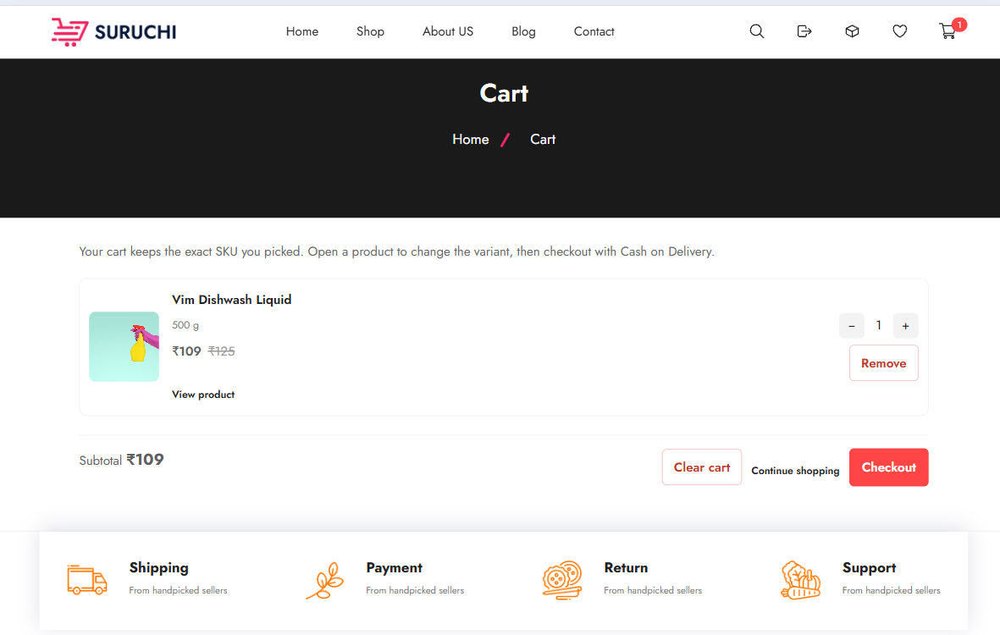 SURUCHI
Home Shop About US Blog Contact
1
Cart
Home / Cart
Your cart keeps the exact SKU you picked. Open a product to change the variant, then checkout with Cash on Delivery.
Vim Dishwash Liquid
500 g
₹109 ₹125
View product
− 1 +
Remove
Subtotal ₹109
Clear cart
Continue shopping
Checkout
Shipping
From handpicked sellers
Payment
From handpicked sellers
Return
From handpicked sellers
Support
From handpicked sellers